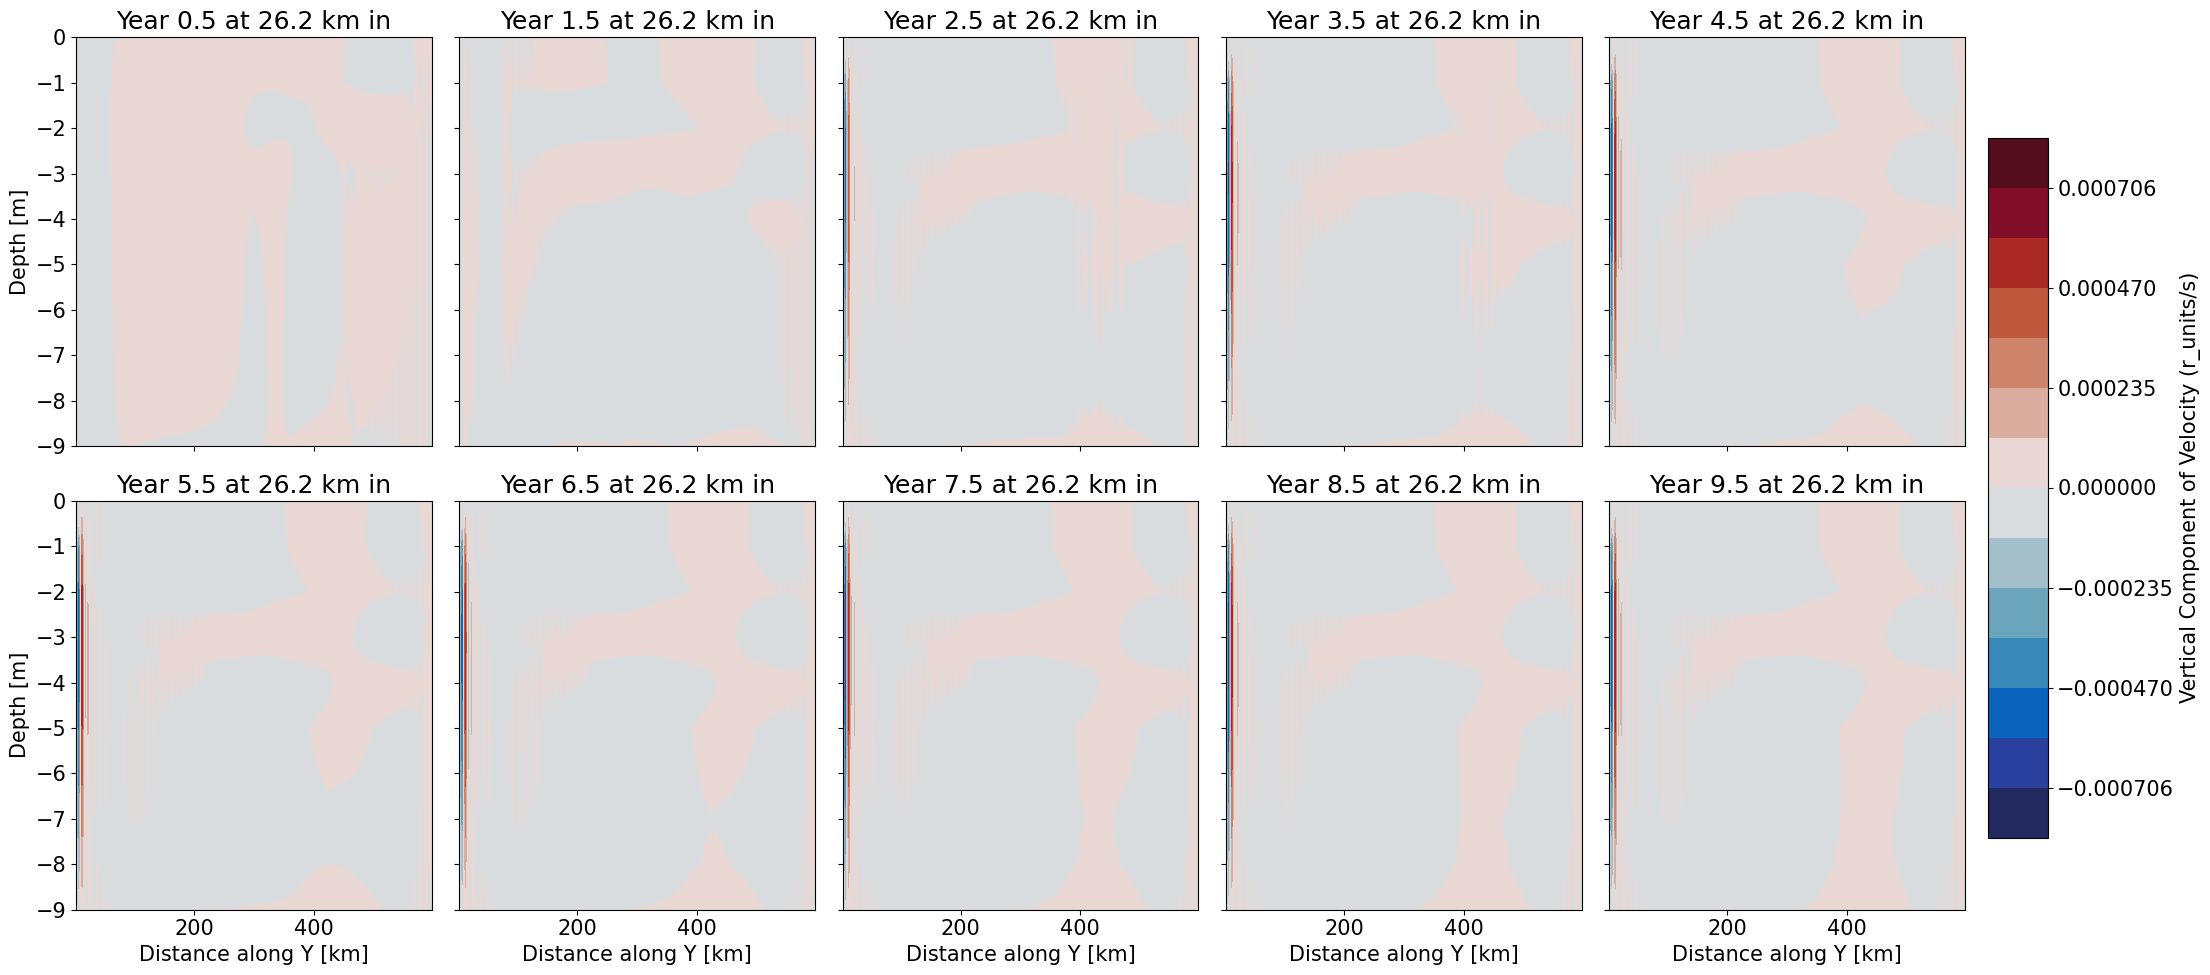 Year 0.5 at 26.2 km in
Year 1.5 at 26.2 km in
Year 2.5 at 26.2 km in
Year 3.5 at 26.2 km in
Year 4.5 at 26.2 km in
0
−1
−2
−3
−4
−5
−6
−7
−8
−9
Depth [m]
200
400
200
400
Year 5.5 at 26.2 km in
Year 6.5 at 26.2 km in
Year 7.5 at 26.2 km in
Year 8.5 at 26.2 km in
Year 9.5 at 26.2 km in
0
−1
−2
−3
−4
−5
−6
−7
−8
−9
Depth [m]
200
400
200
400
200
400
200
400
200
400
Distance along Y [km]
Distance along Y [km]
Distance along Y [km]
Distance along Y [km]
Distance along Y [km]
0.000706
0.000470
0.000235
0.000000
−0.000235
−0.000470
−0.000706
Vertical Component of Velocity (r_units/s)